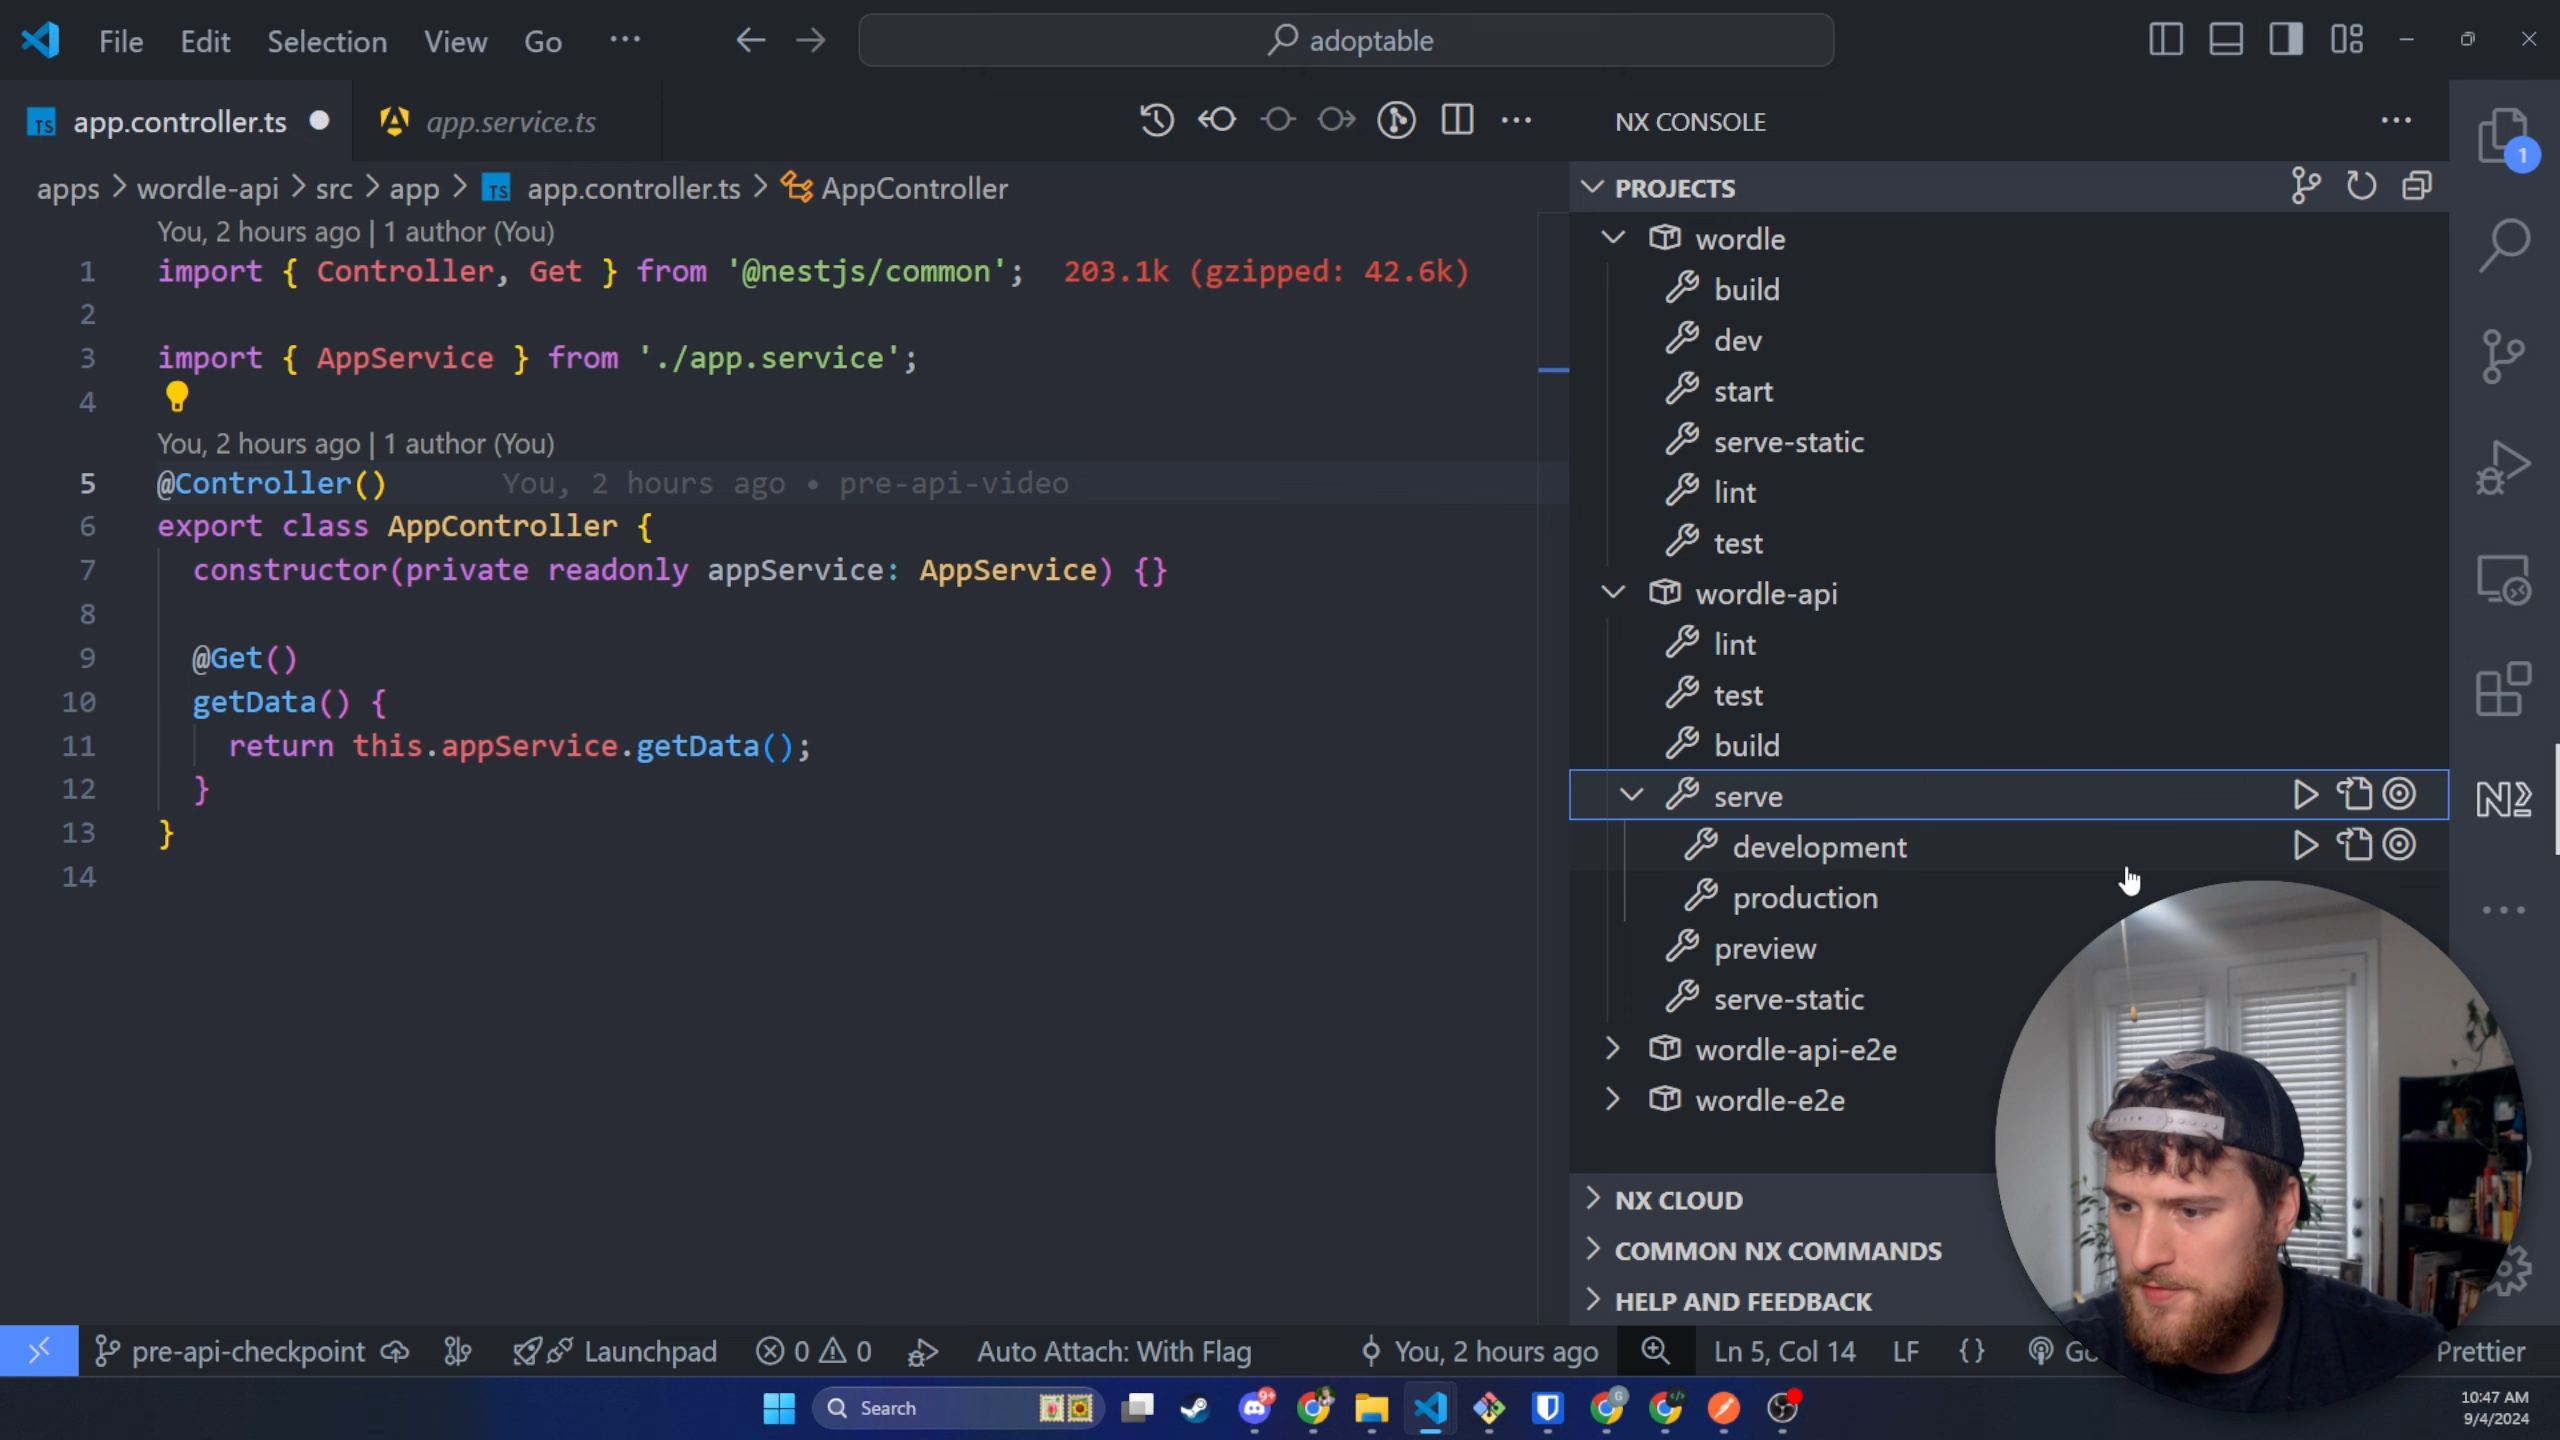 File Edit Selection View Go ···
adoptable
TS app.controller.ts
app.service.ts
apps > wordle-api > src > app > TS app.controller.ts > AppController
You, 2 hours ago | 1 author (You)
1 import { Controller, Get } from '@nestjs/common'; 203.1k (gzipped: 42.6k)
2
3 import { AppService } from './app.service';
4
You, 2 hours ago | 1 author (You)
5 @Controller() You, 2 hours ago • pre-api-video
6 export class AppController {
7 constructor(private readonly appService: AppService) {}
8
9 @Get()
10 getData() {
11 return this.appService.getData();
12 }
13 }
14
NX CONSOLE
PROJECTS
wordle
build
dev
start
serve-static
lint
test
wordle-api
lint
test
build
serve
development
production
preview
serve-static
wordle-api-e2e
wordle-e2e
NX CLOUD
COMMON NX COMMANDS
HELP AND FEEDBACK
1
pre-api-checkpoint Launchpad 0 0 Auto Attach: With Flag You, 2 hours ago Ln 5, Col 14 LF {} Prettier
Search
9+
10:47 AM
9/4/2024